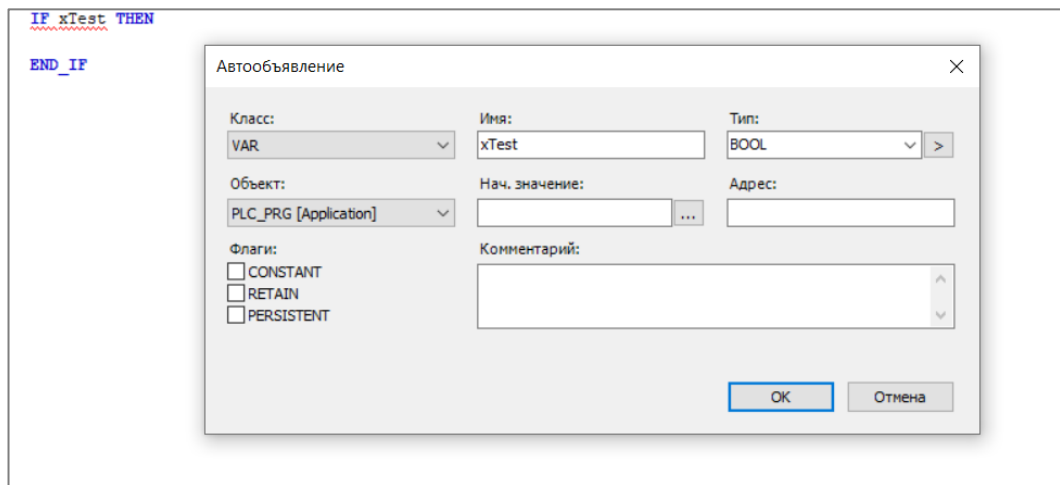 IF xTest THEN
END_IF
Автообъявление
Класс: Имя: Тип:
VAR xTest BOOL >
Объект: Нач. значение: Адрес:
PLC_PRG [Application] ...
Флаги: Комментарий:
CONSTANT
RETAIN
PERSISTENT
OK Отмена